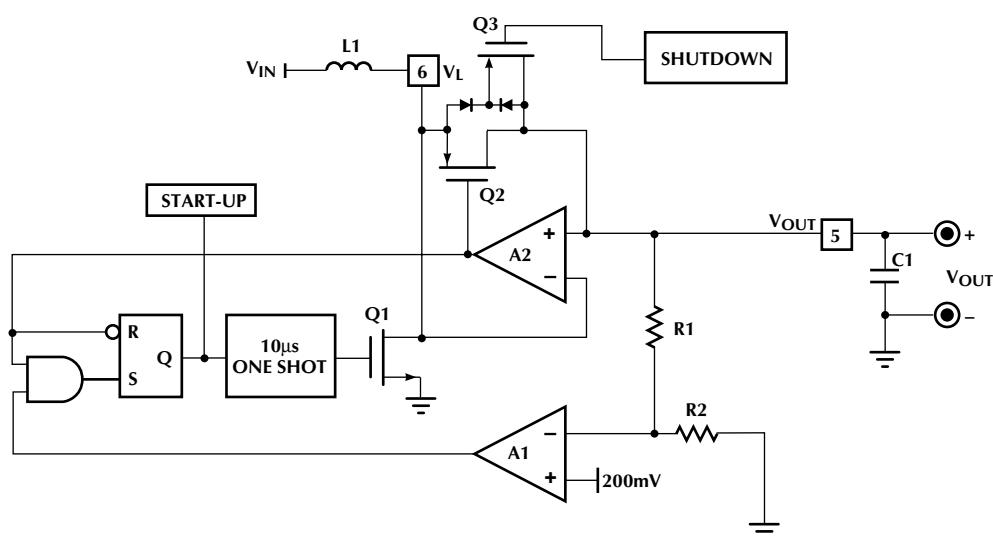 Q3
L1
VIN
6
VL
SHUTDOWN
Q2
START-UP
+
A2
−
VOUT
5
+
C1
VOUT
−
Q1
R
Q
S
10µs
ONE SHOT
R1
R2
−
A1
+
200mV